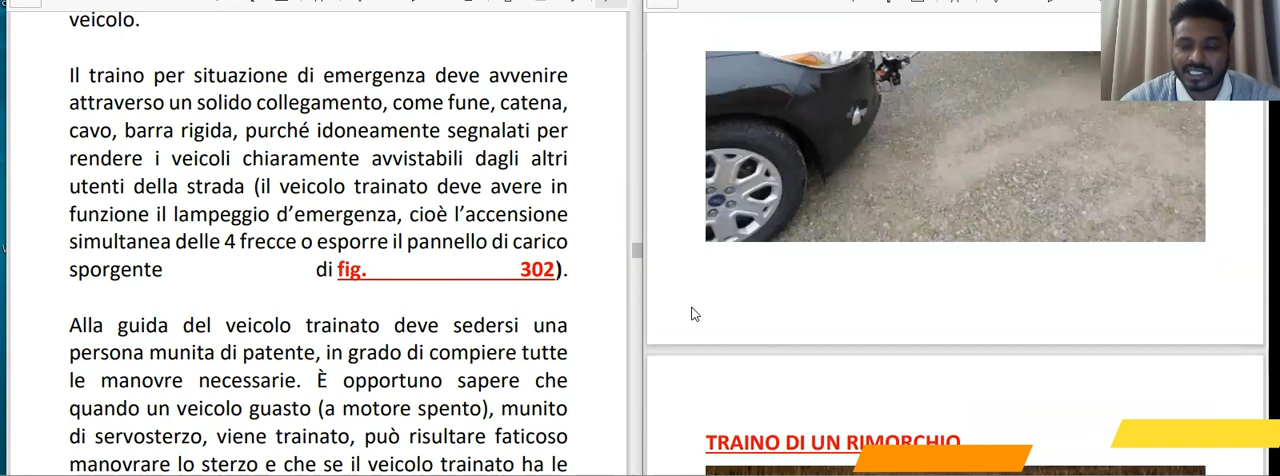 veicolo.
Il traino per situazione di emergenza deve avvenire
attraverso un solido collegamento, come fune, catena,
cavo, barra rigida, purché idoneamente segnalati per
rendere i veicoli chiaramente avvistabili dagli altri
utenti della strada (il veicolo trainato deve avere in
funzione il lampeggio d’emergenza, cioè l’accensione
simultanea delle 4 frecce o esporre il pannello di carico
sporgente di fig. 302).
Alla guida del veicolo trainato deve sedersi una
persona munita di patente, in grado di compiere tutte
le manovre necessarie. È opportuno sapere che
quando un veicolo guasto (a motore spento), munito
di servosterzo, viene trainato, può risultare faticoso
manovrare lo sterzo e che se il veicolo trainato ha le
TRAINO DI UN RIMORCHIO